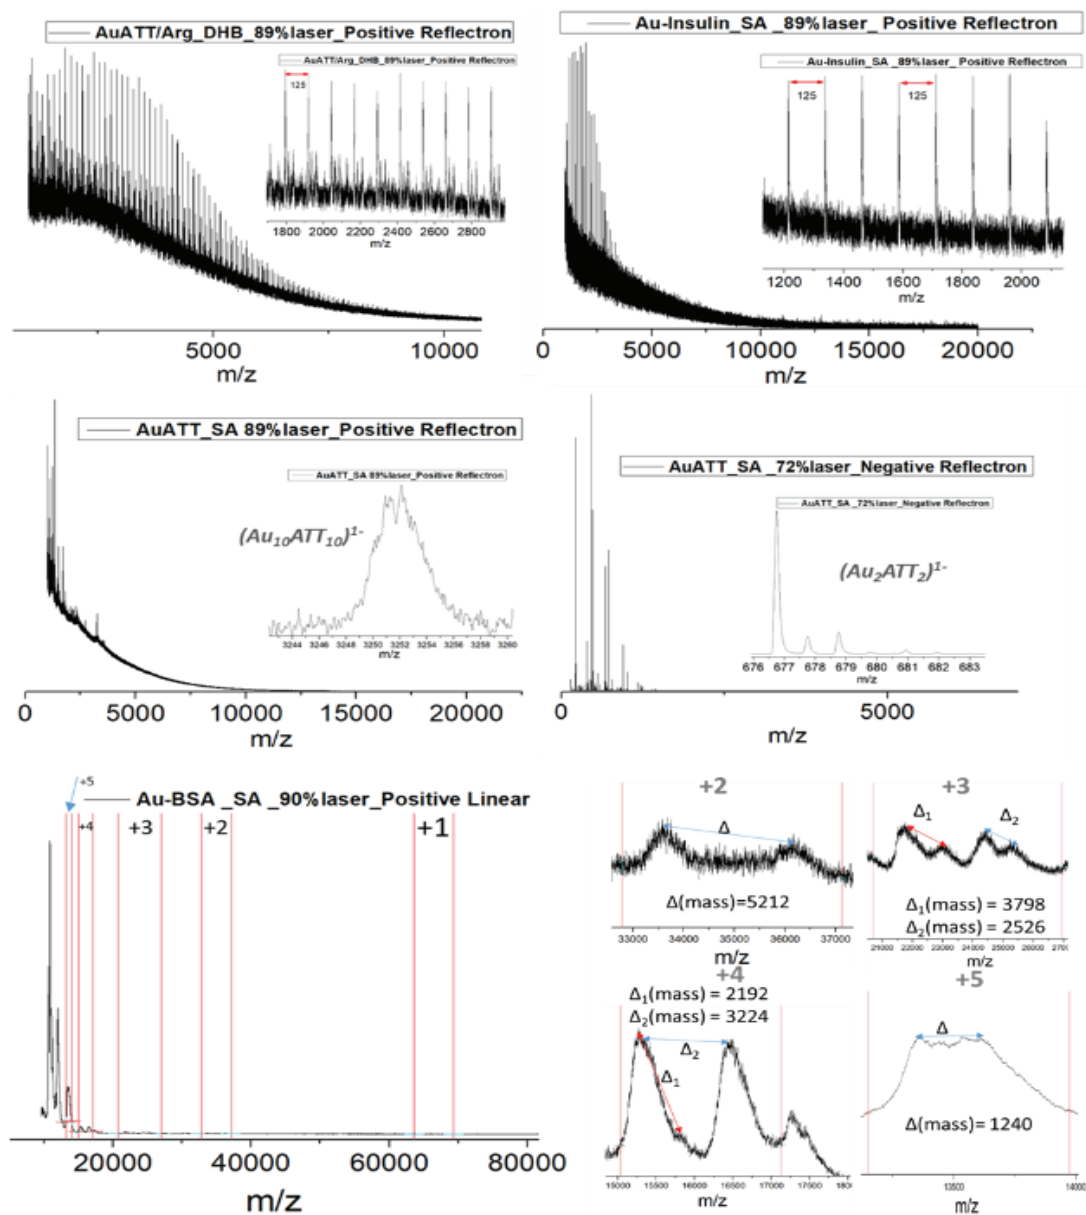 AuATT/Arg_DHB_89%laser_Positive Reflectron
AuATT/Arg_DHB_89%laser_Positive Reflectron
125
1800 2000 2200 2400 2600 2800
m/z
5000 10000
m/z
Au-Insulin_SA _89%laser_ Positive Reflectron
Au-Insulin_SA _89%laser_ Positive Reflectron
125 125
1200 1400 1600 1800 2000
m/z
0 5000 10000 15000 20000
m/z
AuATT_SA 89%laser_Positive Reflectron
AuATT_SA 89%laser_Positive Reflectron
(Au10ATT10)1-
3244 3246 3248 3250 3252 3254 3256 3258 3260
m/z
0 5000 10000 15000 20000
m/z
AuATT_SA _72%laser_Negative Reflectron
AuATT_SA _72%laser_Negative Reflectron
(Au2ATT2)1-
676 677 678 679 680 681 682 683
m/z
0 5000
m/z
+5
Au-BSA _SA _90%laser_Positive Linear
+4 +3 +2 +1
20000 40000 60000 80000
m/z
+2
Δ
Δ(mass)=5212
33000 34000 35000 36000 37000
m/z
+3
Δ1 Δ2
Δ1(mass) = 3798
Δ2(mass) = 2526
21000 22000 23000 24000 25000 26000 27000
m/z
+4
Δ1(mass) = 2192
Δ2(mass) = 3224
Δ2
Δ1
15000 15500 16000 16500 17000 17500 1800
m/z
+5
Δ
Δ(mass)=1240
13500 14000
m/z